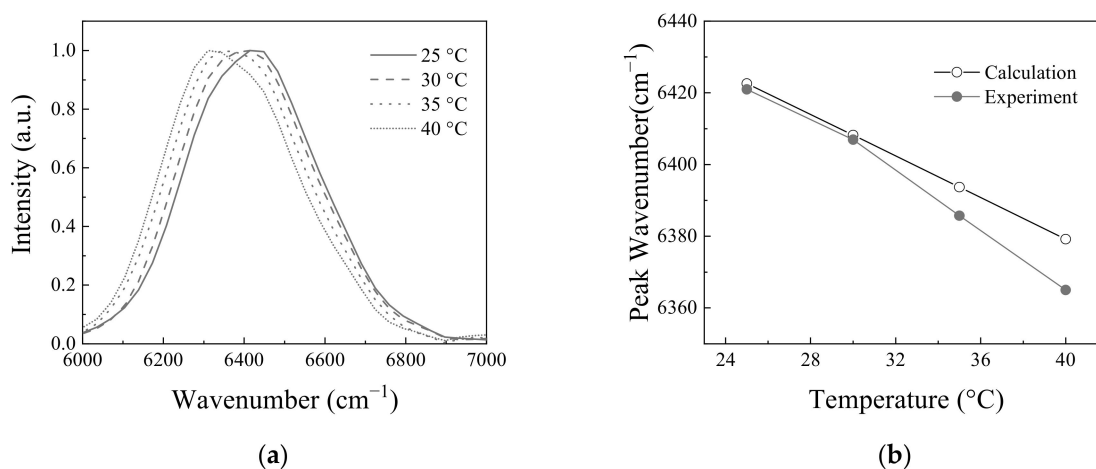 1.0
0.8
0.6
0.4
0.2
0.0
Intensity (a.u.)
25 °C
30 °C
35 °C
40 °C
6000 6200 6400 6600 6800 7000
Wavenumber (cm−1)
(a)
6440
6420
6400
6380
6360
Peak Wavenumber(cm−1)
Calculation
Experiment
24 28 32 36 40
Temperature (°C)
(b)